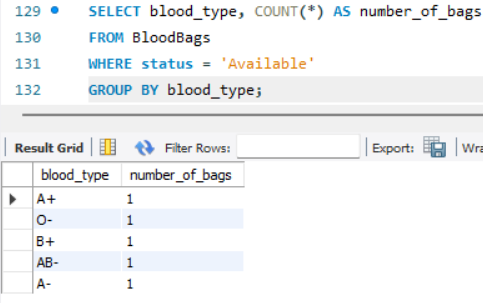 129 SELECT blood_type, COUNT(*) AS number_of_bags
130 FROM BloodBags
131 WHERE status = 'Available'
132 GROUP BY blood_type;
Result Grid Filter Rows: Export: Wra
blood_type number_of_bags
A+ 1
O- 1
B+ 1
AB- 1
A- 1